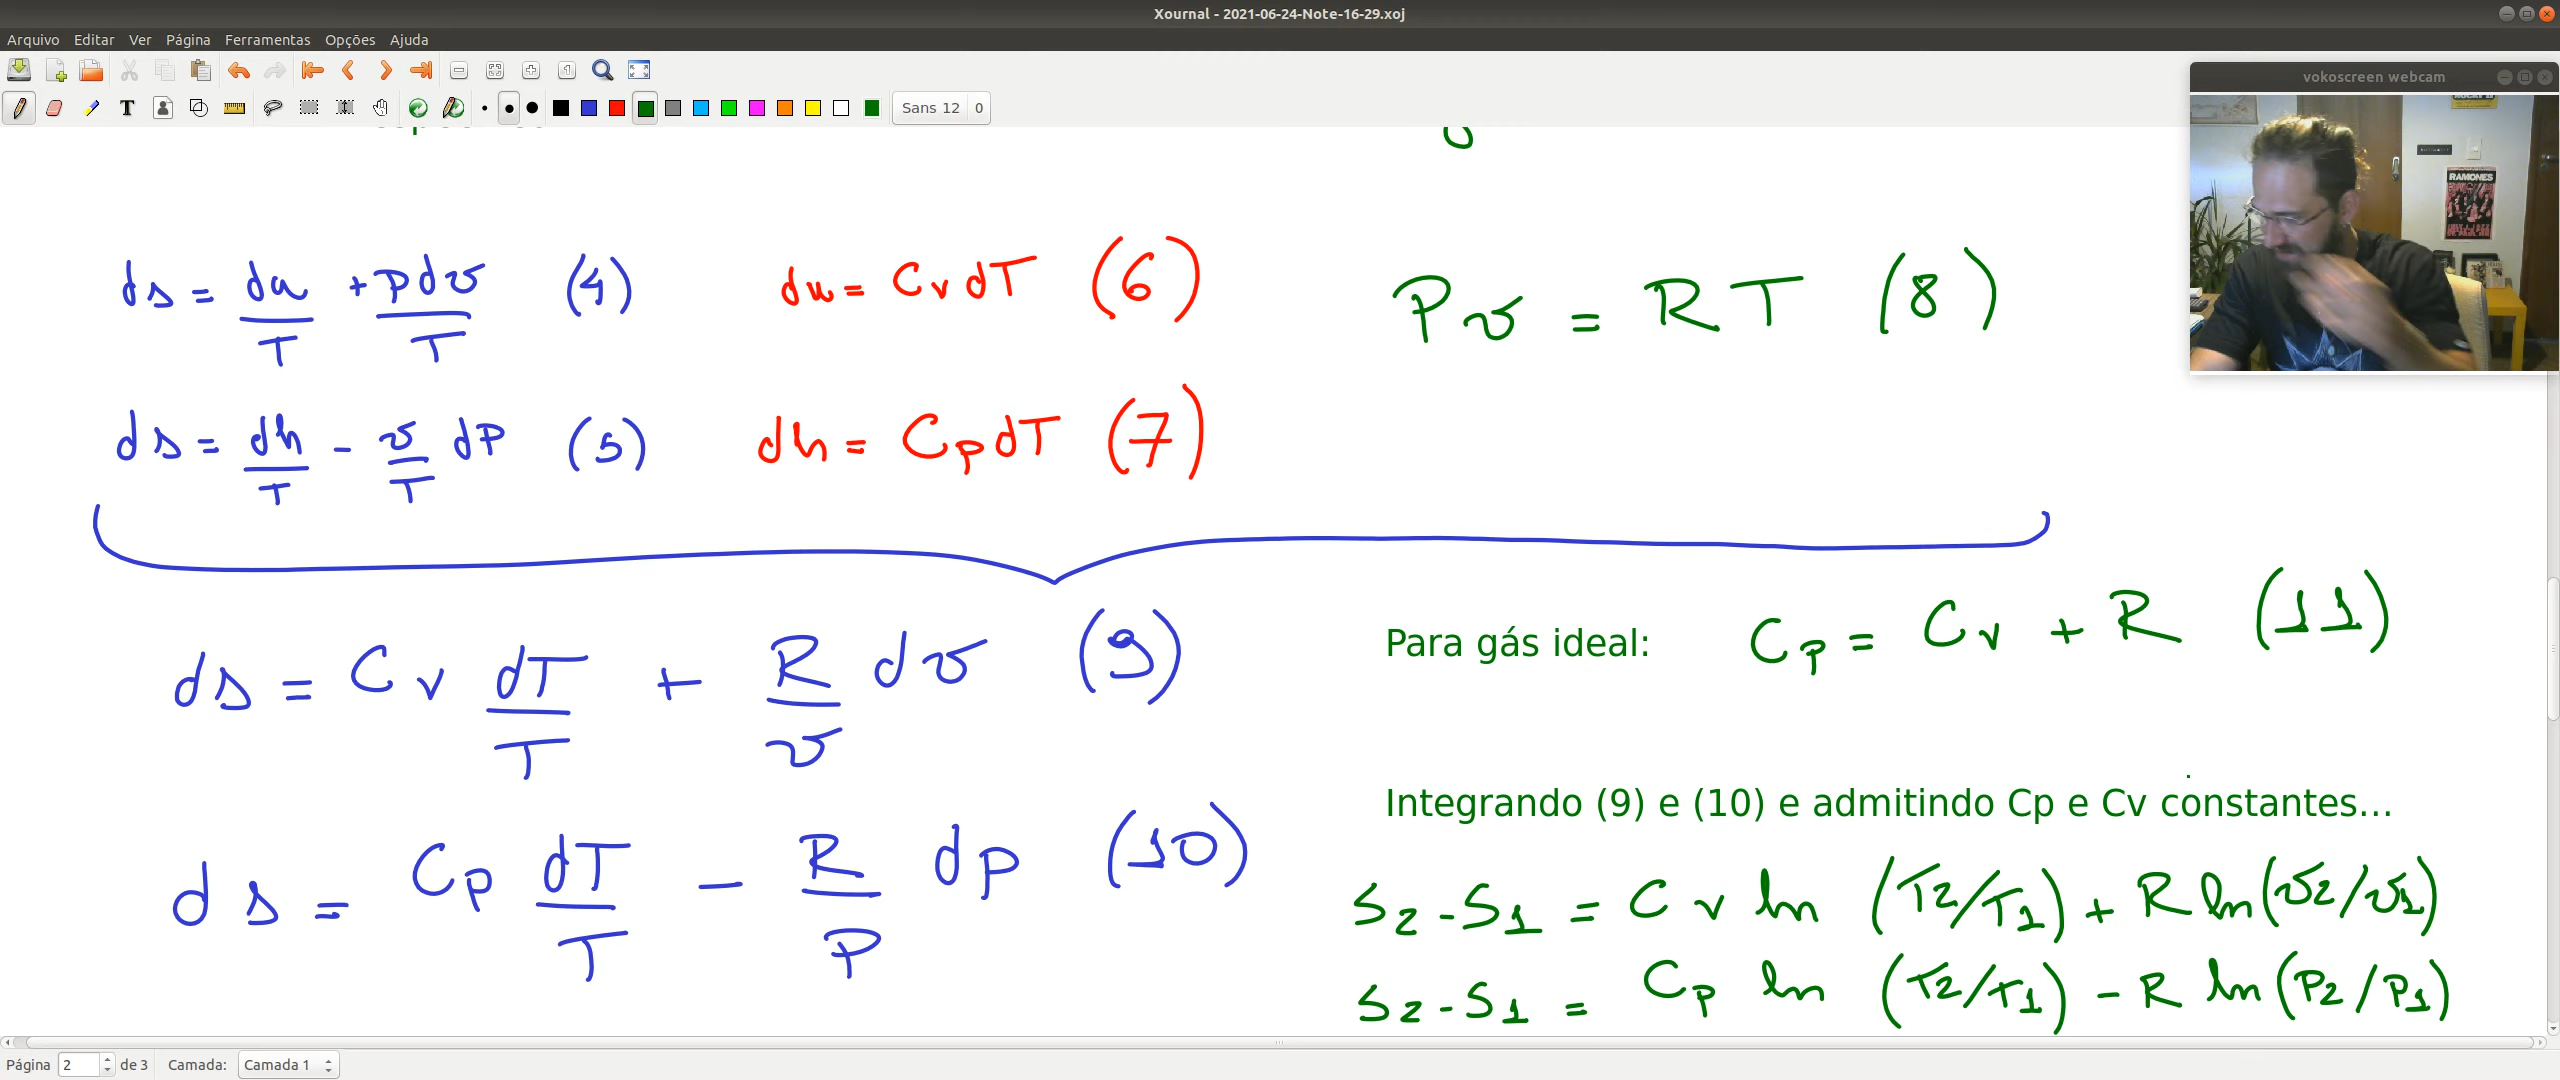 Xournal - 2021-06-24-Note-16-29.xoj
Arquivo Editar Ver Página Ferramentas Opções Ajuda
Sans 12 0
vokoscreen webcam
RAMONES
ds = du/T + pdv/T (4)
du = Cv dT (6)
Pv = RT (8)
ds = dh/T - v/T dP (5)
dh = Cp dT (7)
ds = Cv dT/T + R/v dv (9)
Para gás ideal: Cp = Cv + R (11)
ds = Cp dT/T - R/P dp (10)
Integrando (9) e (10) e admitindo Cp e Cv constantes...
S2 - S1 = Cv ln (T2/T1) + R ln (v2/v1)
S2 - S1 = Cp ln (T2/T1) - R ln (P2/P1)
Página 2 de 3 Camada: Camada 1